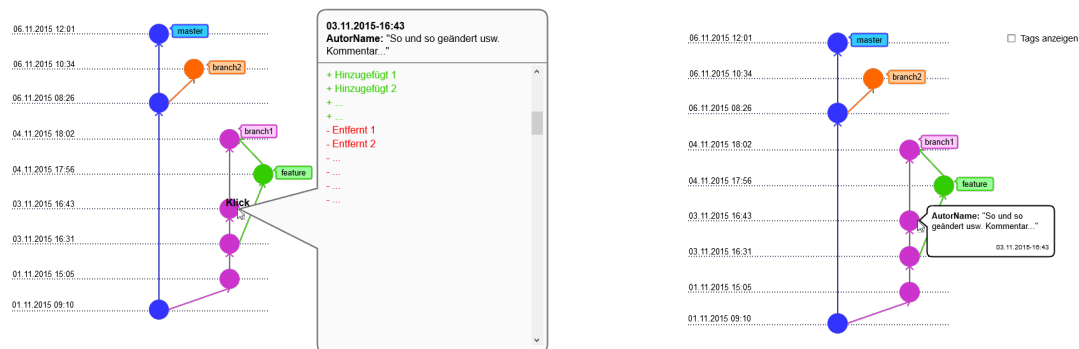 06.11.2015 12:01
master
06.11.2015 10:34
branch2
06.11.2015 08:26
04.11.2015 18:02
branch1
04.11.2015 17:56
feature
03.11.2015 16:43
Klick
03.11.2015 16:31
01.11.2015 15:05
01.11.2015 09:10
03.11.2015-16:43
AutorName: "So und so geändert usw.
Kommentar..."
+ Hinzugefügt 1
+ Hinzugefügt 2
+ ...
+ ...
- Entfernt 1
- Entfernt 2
- ...
- ...
- ...
- ...
06.11.2015 12:01
master
Tags anzeigen
06.11.2015 10:34
branch2
06.11.2015 08:26
04.11.2015 18:02
branch1
04.11.2015 17:56
feature
03.11.2015 16:43
AutorName: "So und so
geändert usw. Kommentar..."
03.11.2015-16:43
03.11.2015 16:31
01.11.2015 15:05
01.11.2015 09:10